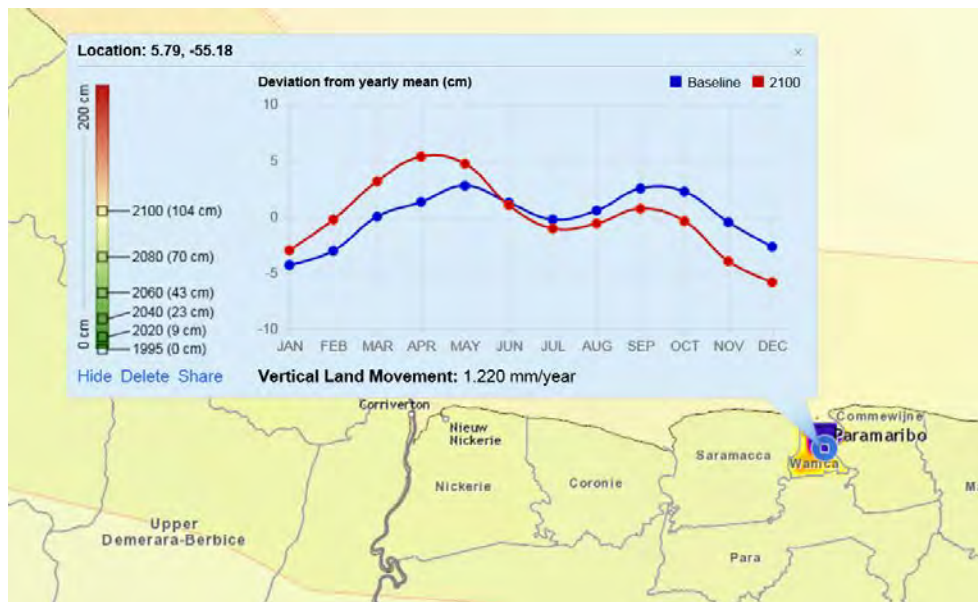 Location: 5.79, -55.18
×
200 cm
0 cm
2100 (104 cm)
2080 (70 cm)
2060 (43 cm)
2040 (23 cm)
2020 (9 cm)
1995 (0 cm)
Hide Delete Share
Deviation from yearly mean (cm)
Baseline 2100
10
5
0
-5
-10
JAN FEB MAR APR MAY JUN JUL AUG SEP OCT NOV DEC
Vertical Land Movement: 1.220 mm/year
Corriverton
Nieuw
Nickerie
Commewijne
Paramaribo
Saramacca
Wanica
Nickerie
Coronie
Upper
Demerara-Berbice
Para